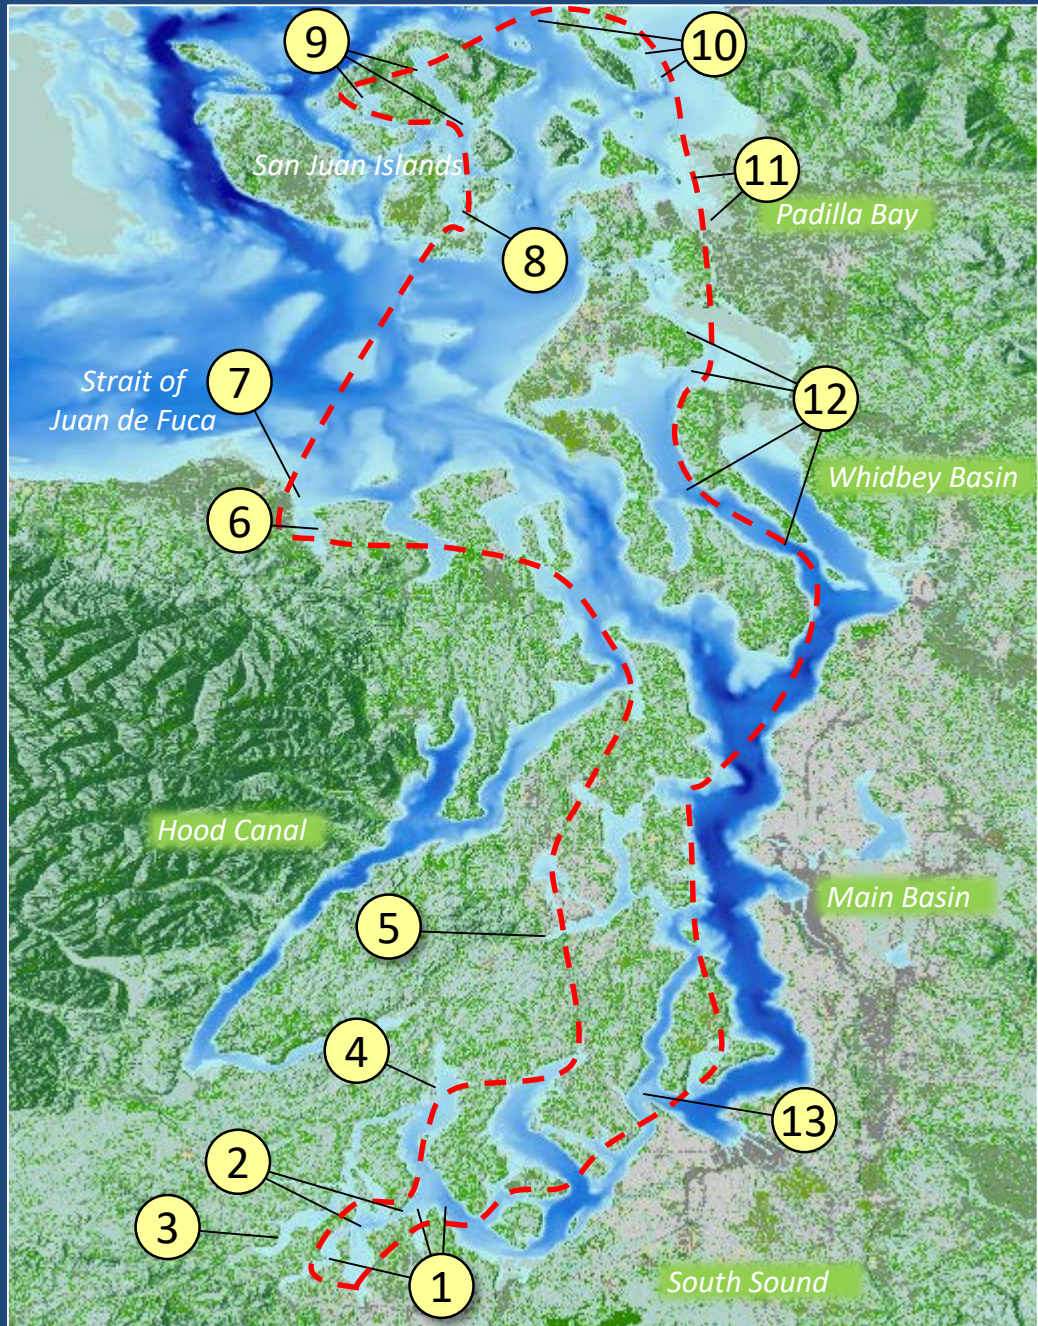 9
10
San Juan Islands
11
Padilla Bay
8
Strait of
Juan de Fuca
7
12
Whidbey Basin
6
Hood Canal
Main Basin
5
4
13
2
3
1
South Sound